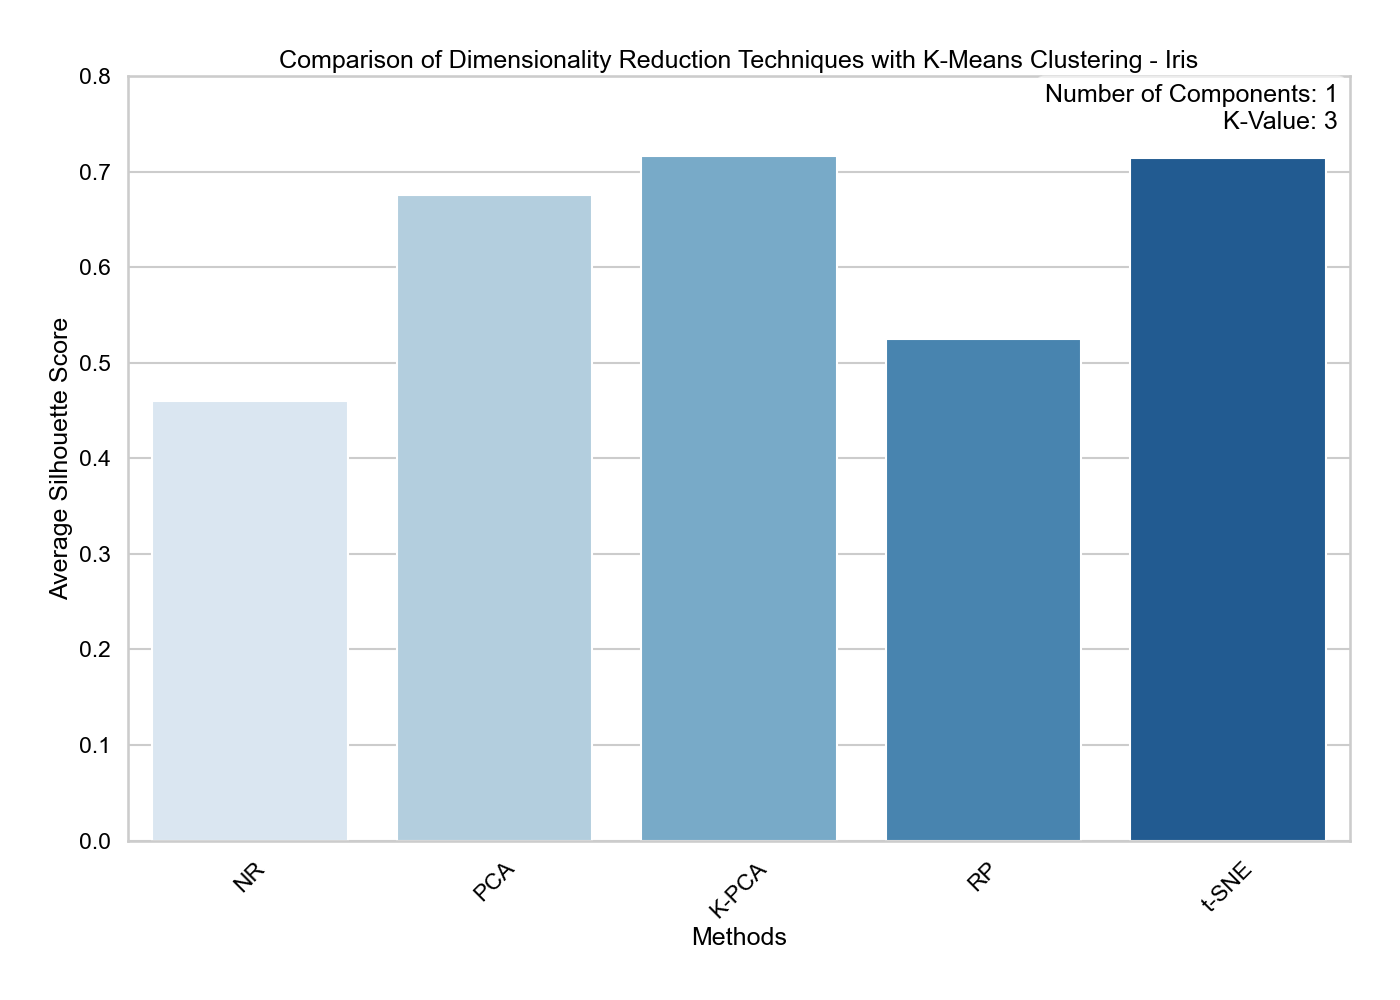 Comparison of Dimensionality Reduction Techniques with K-Means Clustering - Iris
Number of Components: 1
K-Value: 3
Average Silhouette Score
0.8
0.7
0.6
0.5
0.4
0.3
0.2
0.1
0.0
NR
PCA
K-PCA
RP
t-SNE
Methods